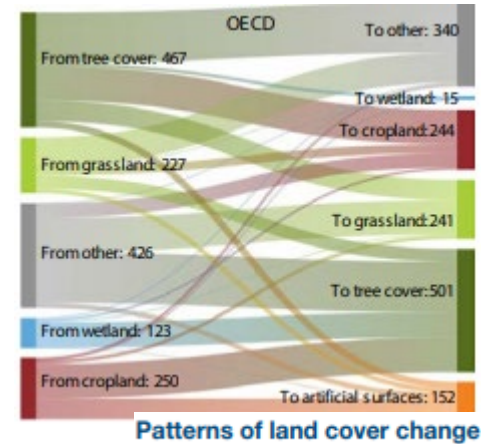 OECD
From tree cover: 467
From grassland: 227
From other: 426
From wetland: 123
From cropland: 250
To other: 340
To wetland: 15
To cropland:244
To grassland:241
To tree cover:501
To artificial surfaces: 152
Patterns of land cover change